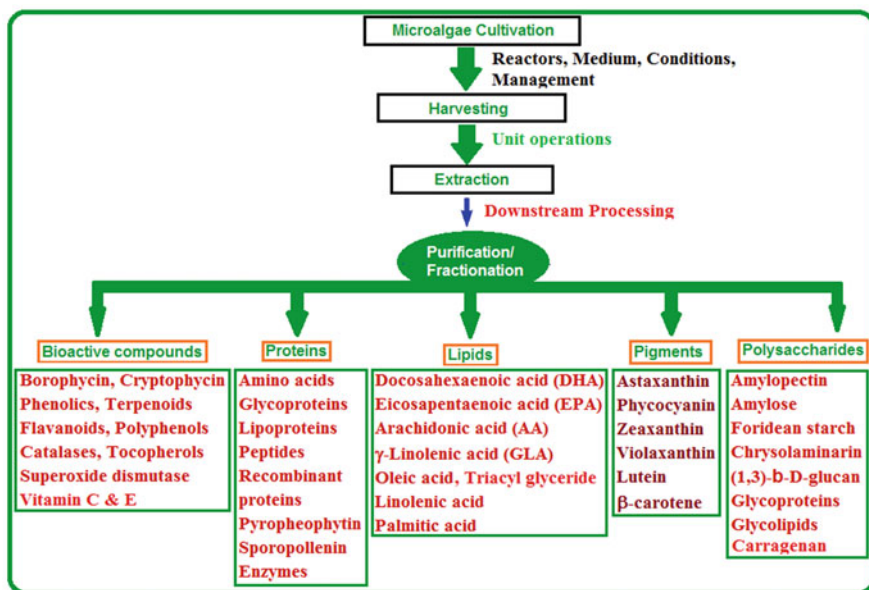 Microalgae Cultivation
Reactors, Medium, Conditions,
Management
Harvesting
Unit operations
Extraction
Downstream Processing
Purification/
Fractionation
Bioactive compounds
Borophycin, Cryptophycin
Phenolics, Terpenoids
Flavanoids, Polyphenols
Catalases, Tocopherols
Superoxide dismutase
Vitamin C & E
Proteins
Amino acids
Glycoproteins
Lipoproteins
Peptides
Recombinant
proteins
Pyropheophytin
Sporopollenin
Enzymes
Lipids
Docosahexaenoic acid (DHA)
Eicosapentaenoic acid (EPA)
Arachidonic acid (AA)
γ-Linolenic acid (GLA)
Oleic acid, Triacyl glyceride
Linolenic acid
Palmitic acid
Pigments
Astaxanthin
Phycocyanin
Zeaxanthin
Violaxanthin
Lutein
β-carotene
Polysaccharides
Amylopectin
Amylose
Foridean starch
Chrysolaminarin
(1,3)-b-D-glucan
Glycoproteins
Glycolipids
Carragenan